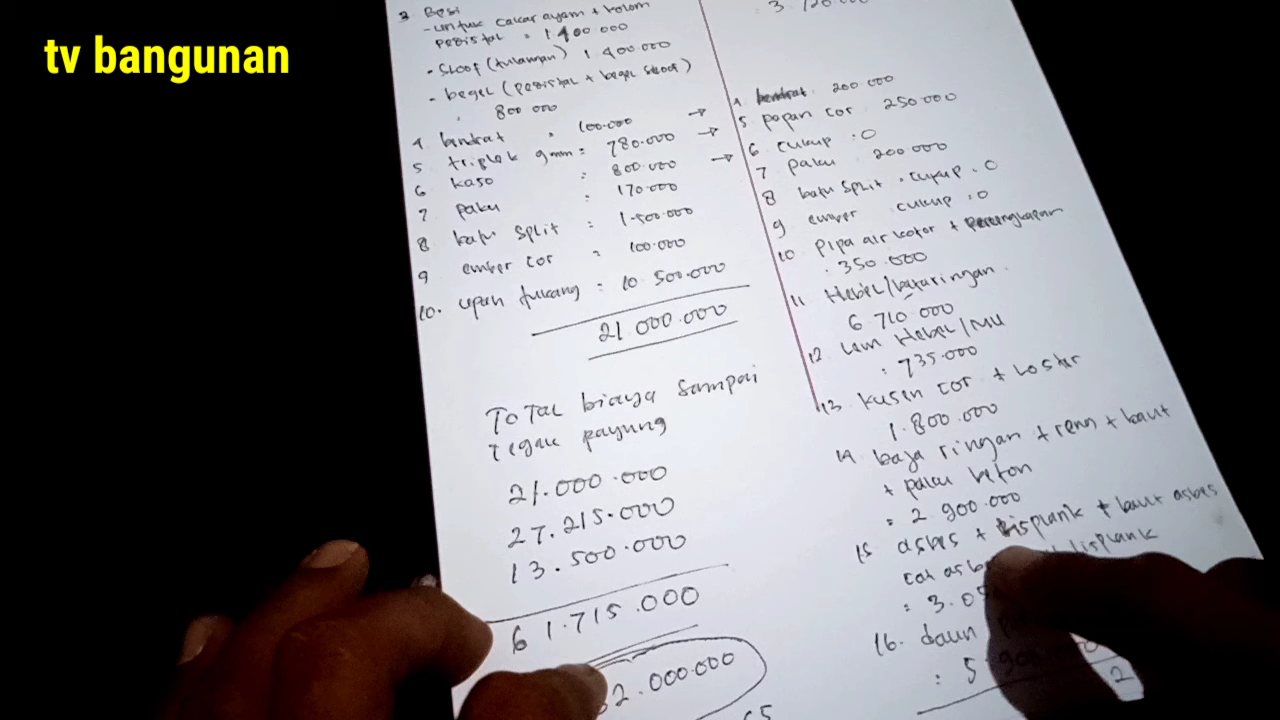 tv bangunan
3 Besi
- untuk cakar ayam + kolom
pedistal = 1.400.000
- Sloof (tulangan) 1.400.000
- begel (pedistal + begel sloof)
: 800 000
4 bendrat = 100.000
5 triplek 9mm = 780.000
6 kaso : 800.000
7 paku : 170.000
8 batu split = 1.500.000
9 ember cor = 100.000
10. upah tukang = 10.500.000
21.000.000
TOTAL biaya sampai
tegak payung
21.000.000
27.215.000
13.500.000
61.715.000
2.000.000
4 bendrat 200 000
5 papan cor 250.000
6 cukup : 0
7 paku 200.000
8 batu split . cukup . 0
9 ember cukup : 0
10 pipa air kotor +
: 350.000
11 Hebel/bataringan
6.710.000
12 lem Hebel/MU
: 735.000
13 kusen cor + loster
1.800.000
14 baja ringan + reng + baut
+ paku beton
= 2.900.000
15 asbes + lisplank + baut asbes
cat lisplank
16. daun
: 5
2